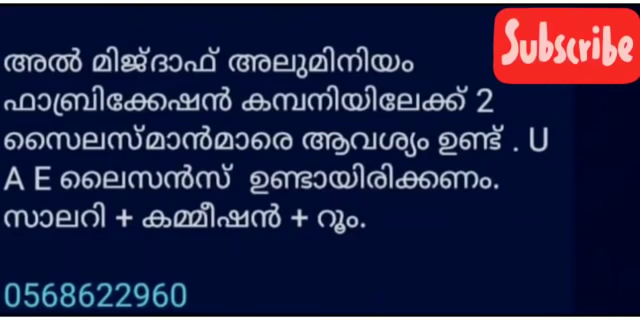 Subscribe
അൽ മിജ്ദാഫ് അലുമിനിയം
ഫാബ്രിക്കേഷൻ കമ്പനിയിലേക്ക് 2
സൈലസ്മാൻമാരെ ആവശ്യം ഉണ്ട് . U
A E ലൈസൻസ് ഉണ്ടായിരിക്കണം.
സാലറി + കമ്മീഷൻ + റൂം.
0568622960